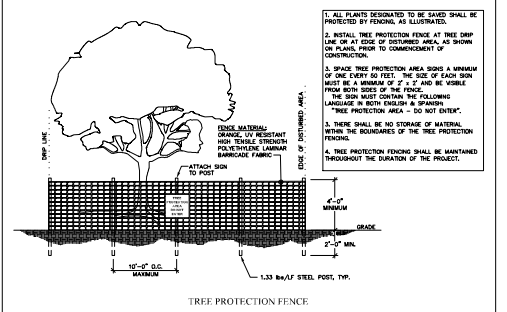 1. ALL PLANTS DESIGNATED TO BE SAVED SHALL BE
PROTECTED BY FENCING, AS ILLUSTRATED.
2. INSTALL TREE PROTECTION FENCE AT TREE DRIP
LINE OR AT EDGE OF DISTURBED AREA, AS SHOWN
ON PLANS, PRIOR TO COMMENCEMENT OF
CONSTRUCTION.
3. SPACE TREE PROTECTION AREA SIGNS A MINIMUM
OF ONE EVERY 50 FEET. THE SIZE OF EACH SIGN
MUST BE A MINIMUM OF 2' x 2' AND BE VISIBLE
FROM BOTH SIDES OF THE FENCE.
THE SIGN MUST CONTAIN THE FOLLOWING
LANGUAGE IN BOTH ENGLISH & SPANISH;
"TREE PROTECTION AREA - DO NOT ENTER".
3. THERE SHALL BE NO STORAGE OF MATERIAL
WITHIN THE BOUNDARIES OF THE TREE PROTECTION
FENCING.
4. TREE PROTECTION FENCING SHALL BE MAINTAINED
THROUGHOUT THE DURATION OF THE PROJECT.
DRIP LINE
FENCE MATERIAL:
ORANGE, UV RESISTANT
HIGH TENSILE STRENGTH
POLYETHYLENE LAMINAR
BARRICADE FABRIC
EDGE OF DISTURBED AREA
ATTACH SIGN
TO POST
TREE
PROTECTION
AREA
DO NOT
ENTER
4'-0"
MINIMUM
GRADE
2'-0" MIN.
10'-0" O.C.
MAXIMUM
1.33 lbs/LF STEEL POST, TYP.
TREE PROTECTION FENCE